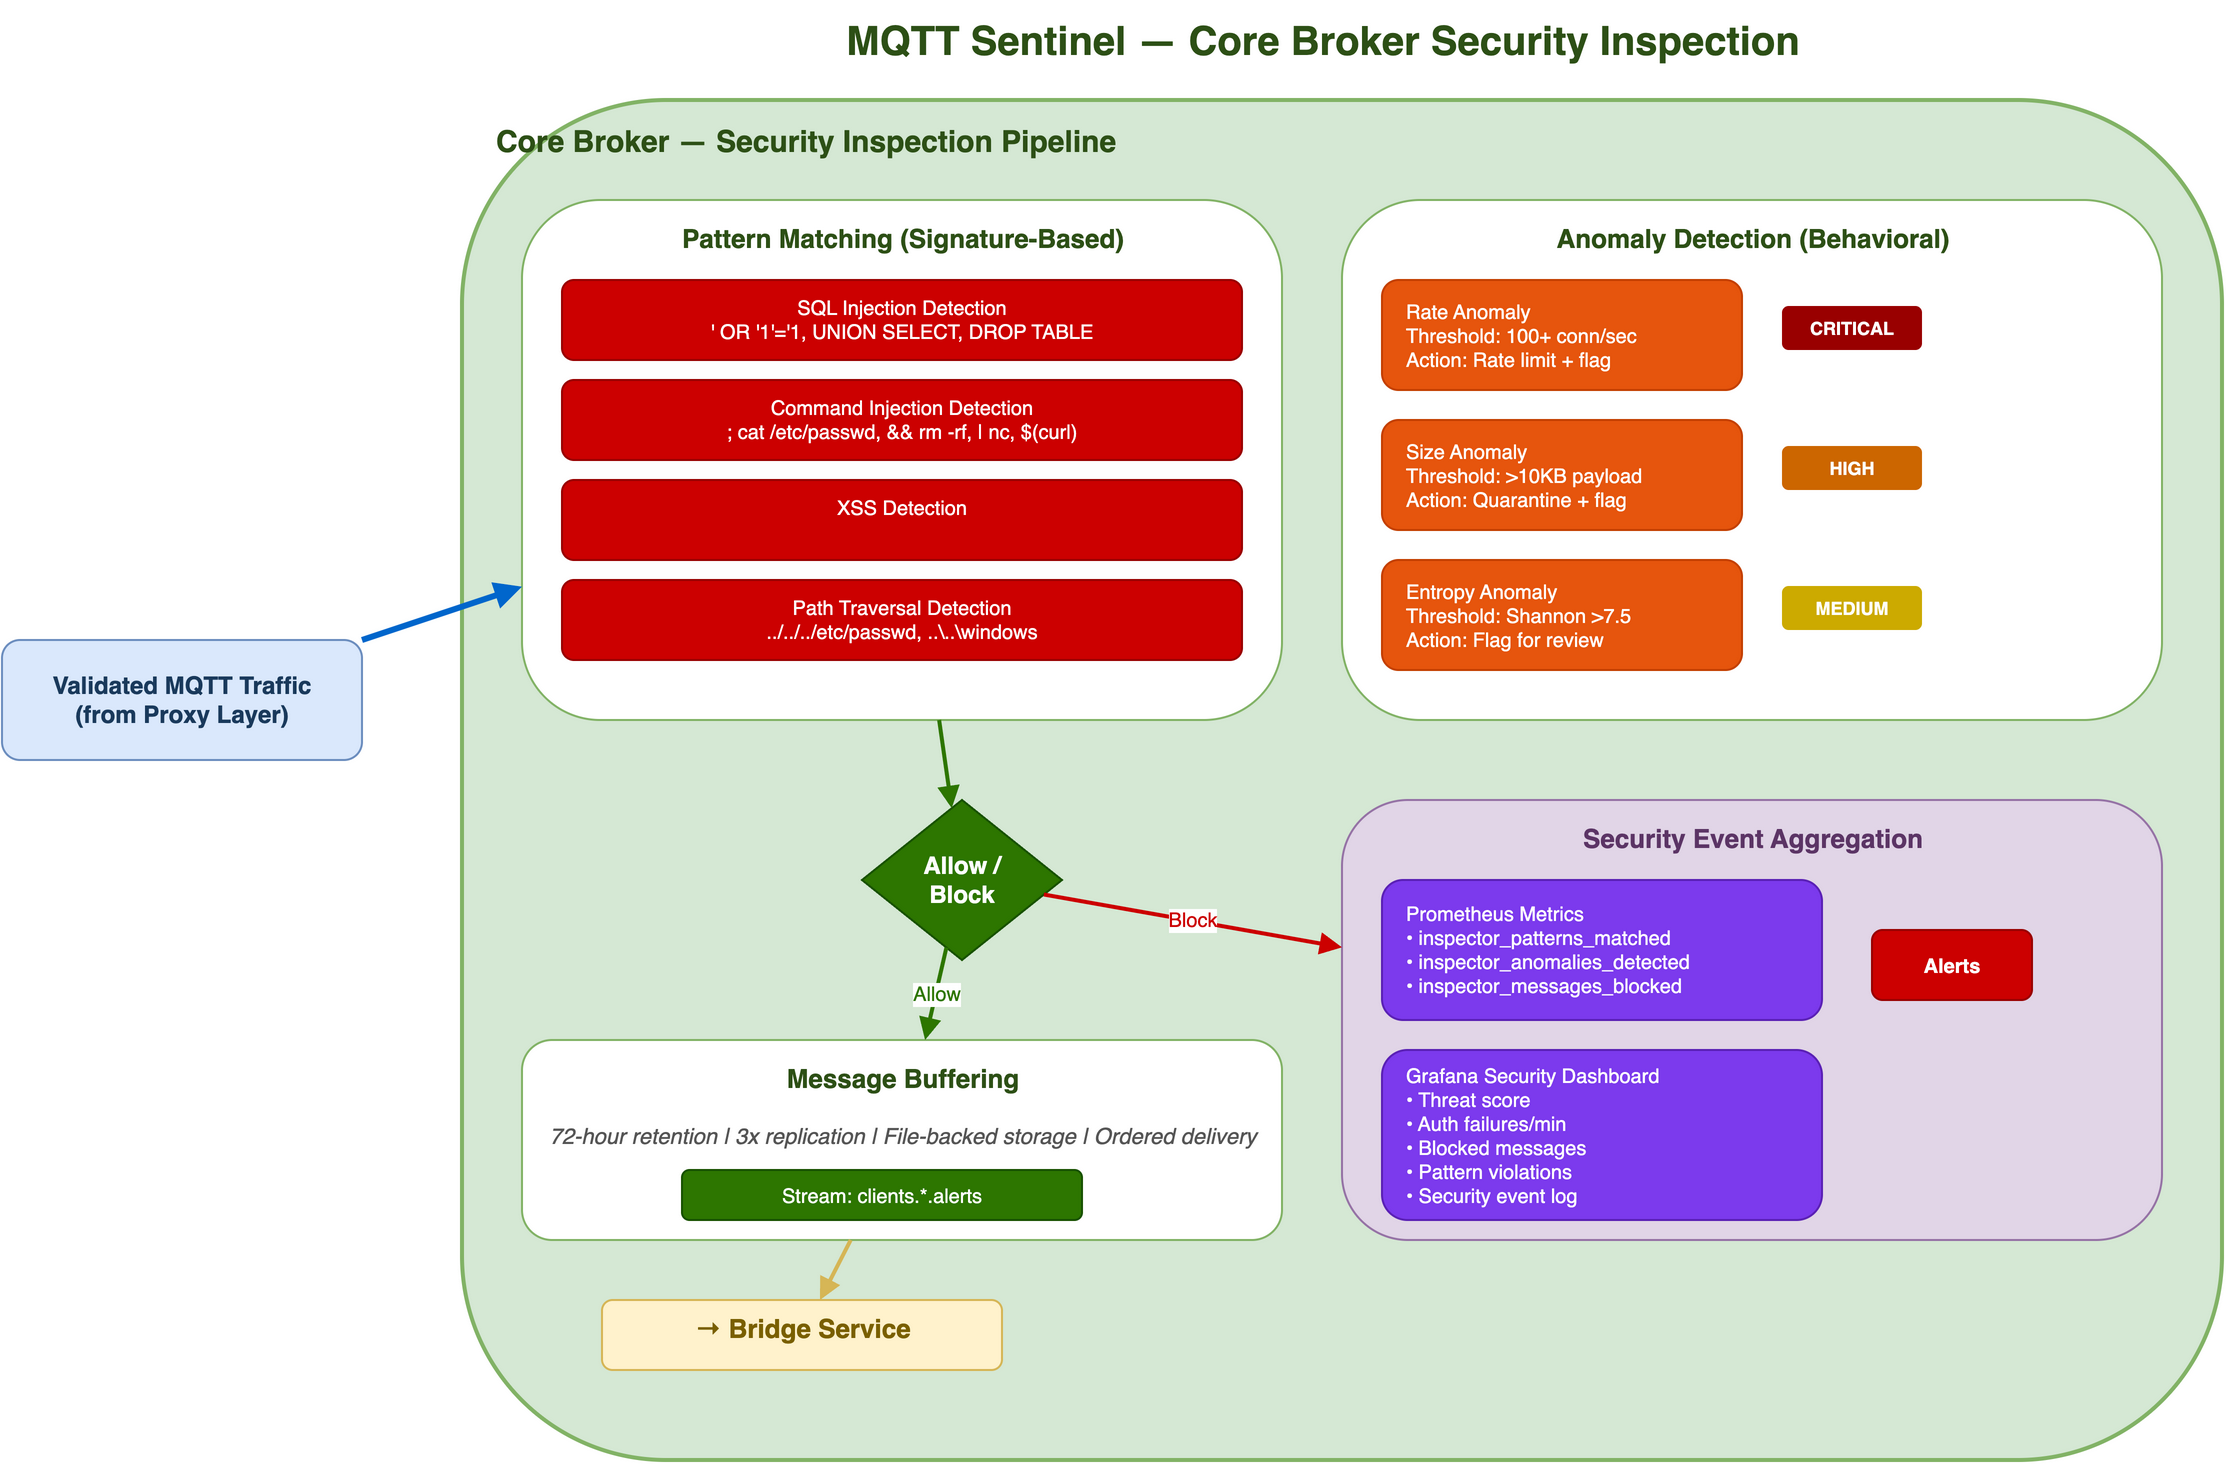 MQTT Sentinel — Core Broker Security Inspection
Core Broker — Security Inspection Pipeline
Pattern Matching (Signature-Based)
SQL Injection Detection
' OR '1'='1, UNION SELECT, DROP TABLE
Command Injection Detection
; cat /etc/passwd, && rm -rf, | nc, $(curl)
XSS Detection
Path Traversal Detection
../../../etc/passwd, ..\..\windows
Anomaly Detection (Behavioral)
Rate Anomaly
Threshold: 100+ conn/sec
Action: Rate limit + flag
CRITICAL
Size Anomaly
Threshold: >10KB payload
Action: Quarantine + flag
HIGH
Entropy Anomaly
Threshold: Shannon >7.5
Action: Flag for review
MEDIUM
Validated MQTT Traffic
(from Proxy Layer)
Allow /
Block
Block
Allow
Security Event Aggregation
Prometheus Metrics
• inspector_patterns_matched
• inspector_anomalies_detected
• inspector_messages_blocked
Alerts
Grafana Security Dashboard
• Threat score
• Auth failures/min
• Blocked messages
• Pattern violations
• Security event log
Message Buffering
72-hour retention | 3x replication | File-backed storage | Ordered delivery
Stream: clients.*.alerts
→ Bridge Service